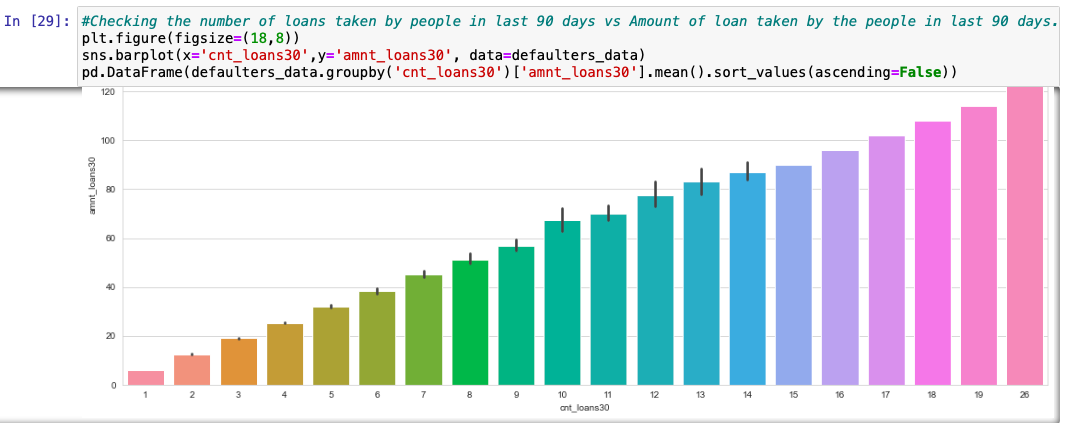 In [29]: #Checking the number of loans taken by people in last 90 days vs Amount of loan taken by the people in last 90 days.
plt.figure(figsize=(18,8))
sns.barplot(x='cnt_loans30',y='amnt_loans30', data=defaulters_data)
pd.DataFrame(defaulters_data.groupby('cnt_loans30')['amnt_loans30'].mean().sort_values(ascending=False))
120
100
80
60
40
20
0
amnt_loans30
1 2 3 4 5 6 7 8 9 10 11 12 13 14 15 16 17 18 19 26
cnt_loans30